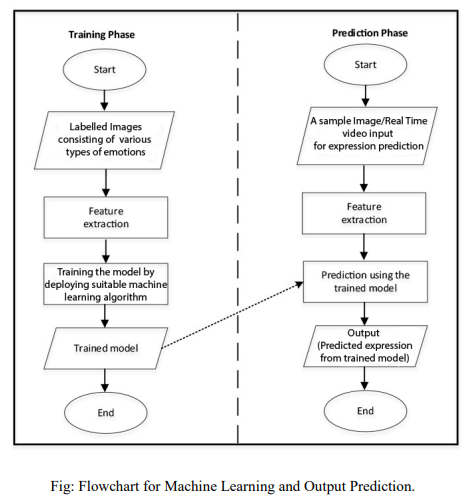 Training Phase
Start
Labelled Images
consisting of various
types of emotions
Feature
extraction
Training the model by
deploying suitable machine
learning algorithm
Trained model
End
Prediction Phase
Start
A sample Image/Real Time
video input
for expression prediction
Feature
extraction
Prediction using the
trained model
Output
(Predicted expression
from trained model)
End
Fig: Flowchart for Machine Learning and Output Prediction.